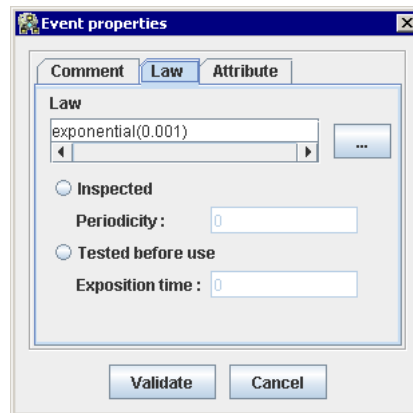 Event properties
Comment Law Attribute
Law
exponential(0.001)
...
Inspected
Periodicity : 0
Tested before use
Exposition time : 0
Validate Cancel